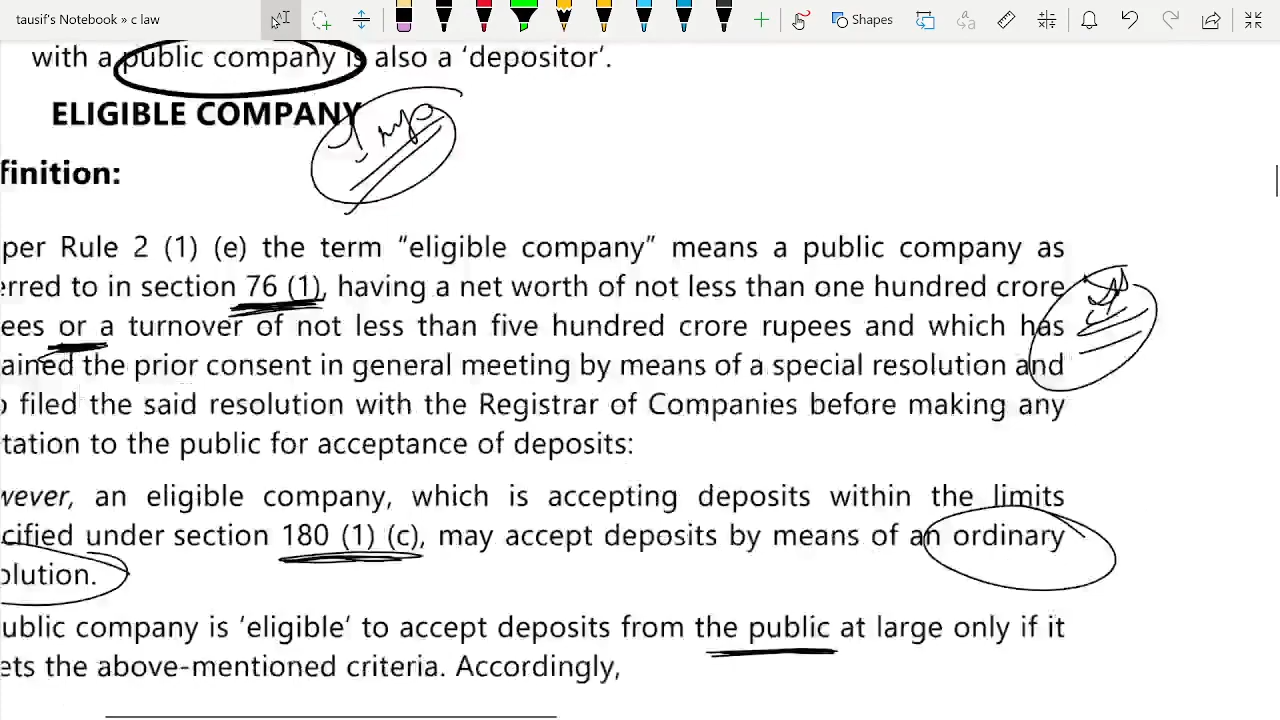 tausif's Notebook » c law
Shapes
with a public company is also a ‘depositor’.
ELIGIBLE COMPANY
finition:
per Rule 2 (1) (e) the term “eligible company” means a public company as
erred to in section 76 (1), having a net worth of not less than one hundred crore
ees or a turnover of not less than five hundred crore rupees and which has
ained the prior consent in general meeting by means of a special resolution and
filed the said resolution with the Registrar of Companies before making any
tation to the public for acceptance of deposits:
wever, an eligible company, which is accepting deposits within the limits
cified under section 180 (1) (c), may accept deposits by means of an ordinary
olution.
ublic company is ‘eligible’ to accept deposits from the public at large only if it
ets the above-mentioned criteria. Accordingly,